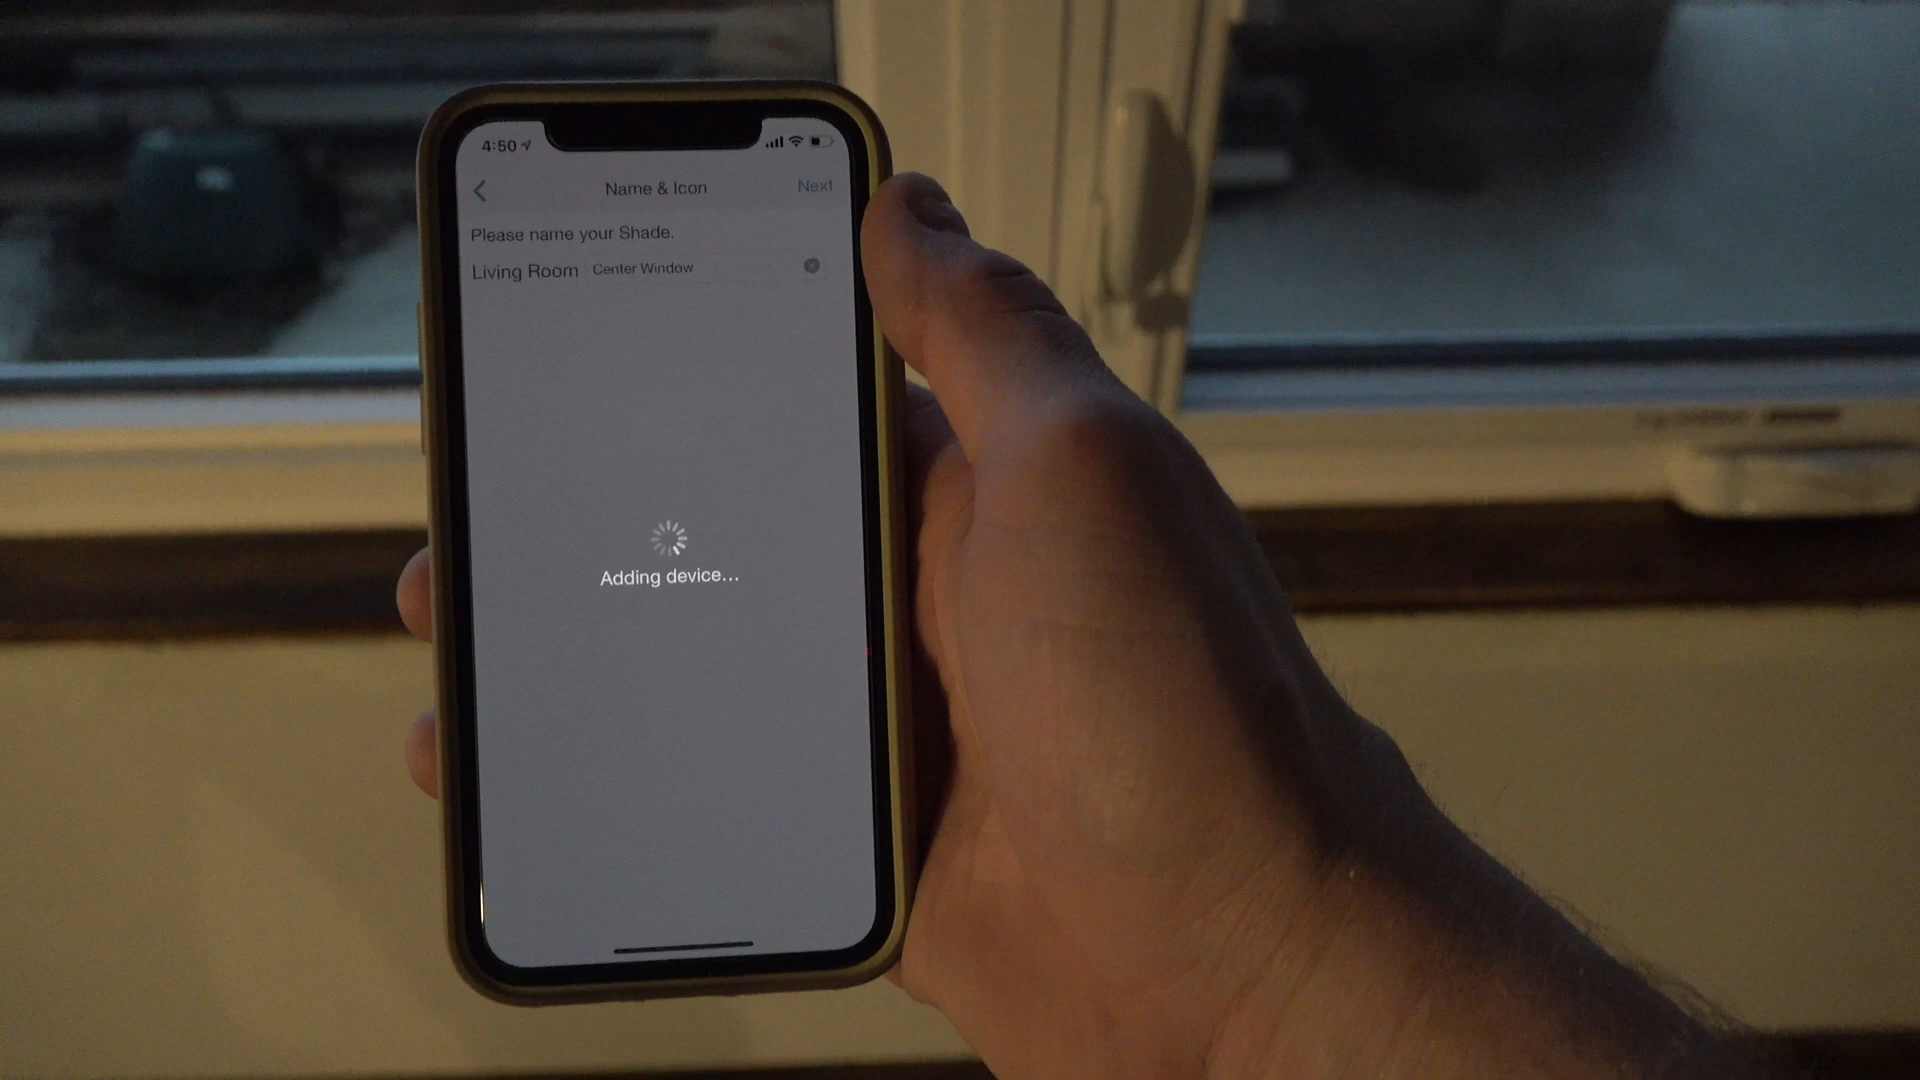 4:50
Name & Icon Next
Please name your Shade.
Living Room Center Window
Adding device...